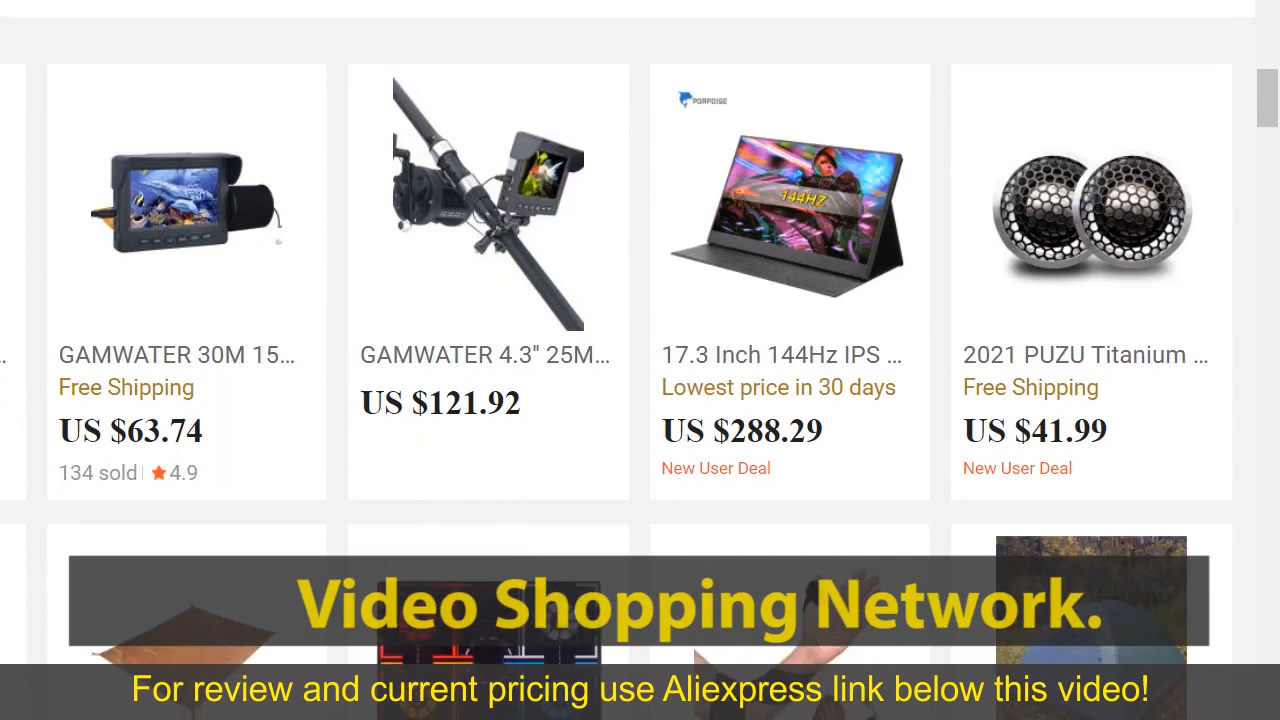 PORPOISE
144HZ
GAMWATER 30M 15...
GAMWATER 4.3" 25M...
17.3 Inch 144Hz IPS ...
2021 PUZU Titanium ...
Free Shipping
Lowest price in 30 days
Free Shipping
US $63.74
US $121.92
US $288.29
US $41.99
134 sold
4.9
New User Deal
New User Deal
Video Shopping Network.
For review and current pricing use Aliexpress link below this video!